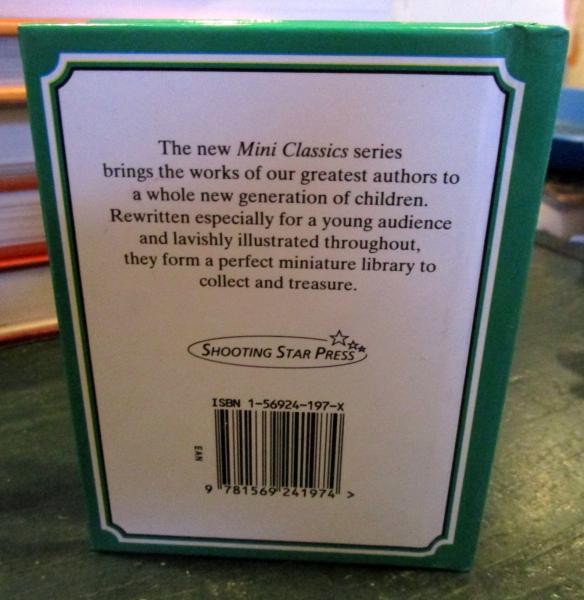 The new Mini Classics series
brings the works of our greatest authors to
a whole new generation of children.
Rewritten especially for a young audience
and lavishly illustrated throughout,
they form a perfect miniature library to
collect and treasure.
SHOOTING STAR PRESS
ISBN 1-56924-197-X
EAN
9 781569 241974 >